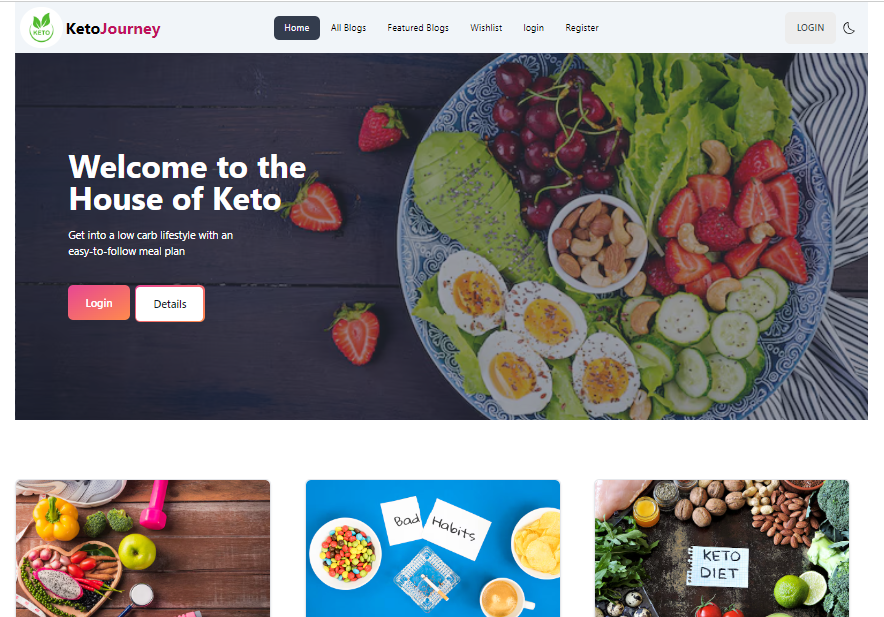 KETO
KetoJourney
Home
All Blogs
Featured Blogs
Wishlist
login
Register
LOGIN
Welcome to the
House of Keto
Get into a low carb lifestyle with an
easy-to-follow meal plan
Login
Details
Bad
Habits
KETO
DIET